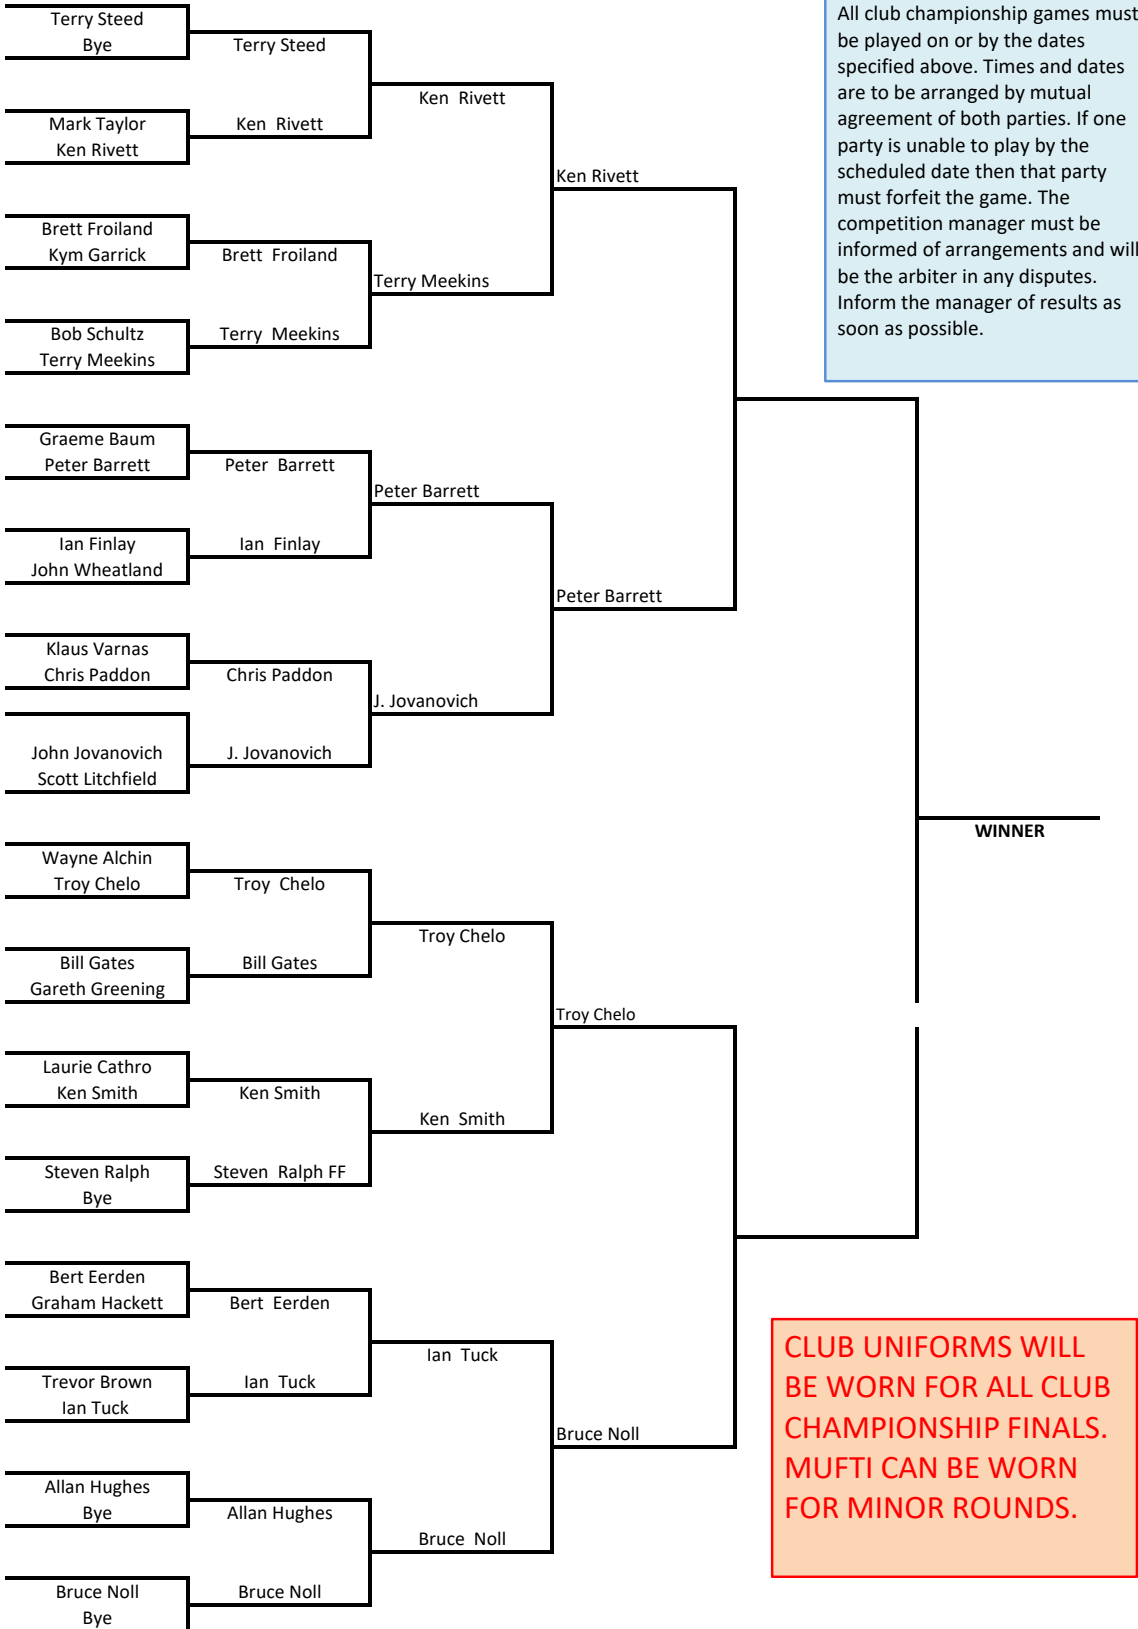 Terry Steed
Bye
Mark Taylor
Ken Rivett
Brett Froiland
Kym Garrick
Bob Schultz
Terry Meekins
Graeme Baum
Peter Barrett
Ian Finlay
John Wheatland
Klaus Varnas
Chris Paddon
John Jovanovich
Scott Litchfield
Wayne Alchin
Troy Chelo
Bill Gates
Gareth Greening
Laurie Cathro
Ken Smith
Steven Ralph
Bye
Bert Eerden
Graham Hackett
Trevor Brown
Ian Tuck
Allan Hughes
Bye
Bruce Noll
Bye
Terry Steed
Ken Rivett
Brett Froiland
Terry Meekins
Peter Barrett
Ian Finlay
Chris Paddon
J. Jovanovich
Troy Chelo
Bill Gates
Ken Smith
Steven Ralph FF
Bert Eerden
Ian Tuck
Allan Hughes
Bruce Noll
Ken Rivett
Terry Meekins
Peter Barrett
J. Jovanovich
Troy Chelo
Ken Smith
Ian Tuck
Bruce Noll
Ken Rivett
Peter Barrett
Troy Chelo
Bruce Noll
WINNER
All club championship games must
be played on or by the dates
specified above. Times and dates
are to be arranged by mutual
agreement of both parties. If one
party is unable to play by the
scheduled date then that party
must forfeit the game. The
competition manager must be
informed of arrangements and will
be the arbiter in any disputes.
Inform the manager of results as
soon as possible.
CLUB UNIFORMS WILL
BE WORN FOR ALL CLUB
CHAMPIONSHIP FINALS.
MUFTI CAN BE WORN
FOR MINOR ROUNDS.